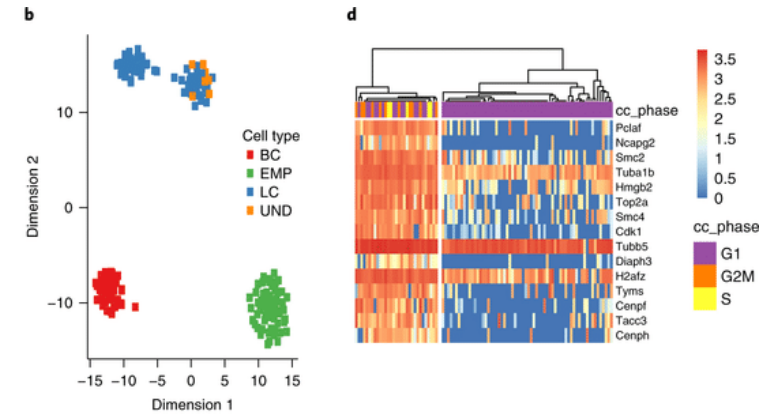 b
Dimension 2
10
0
−10
−15 −10 −5 0 5 10 15
Dimension 1
Cell type
BC
EMP
LC
UND
d
cc_phase
Pclaf
Ncapg2
Smc2
Tuba1b
Hmgb2
Top2a
Smc4
Cdk1
Tubb5
Diaph3
H2afz
Tyms
Cenpf
Tacc3
Cenph
3.5
3
2.5
2
1.5
1
0.5
0
cc_phase
G1
G2M
S